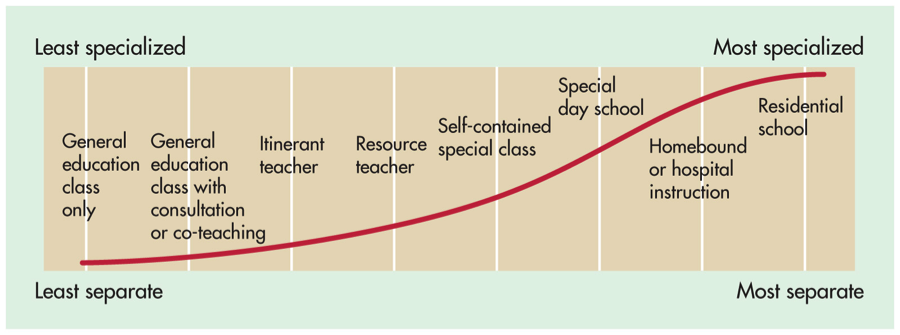 Least specialized
Most specialized
General
education
class
only
General
education
class with
consultation
or co-teaching
Itinerant
teacher
Resource
teacher
Self-contained
special class
Special
day school
Homebound
or hospital
instruction
Residential
school
Least separate
Most separate